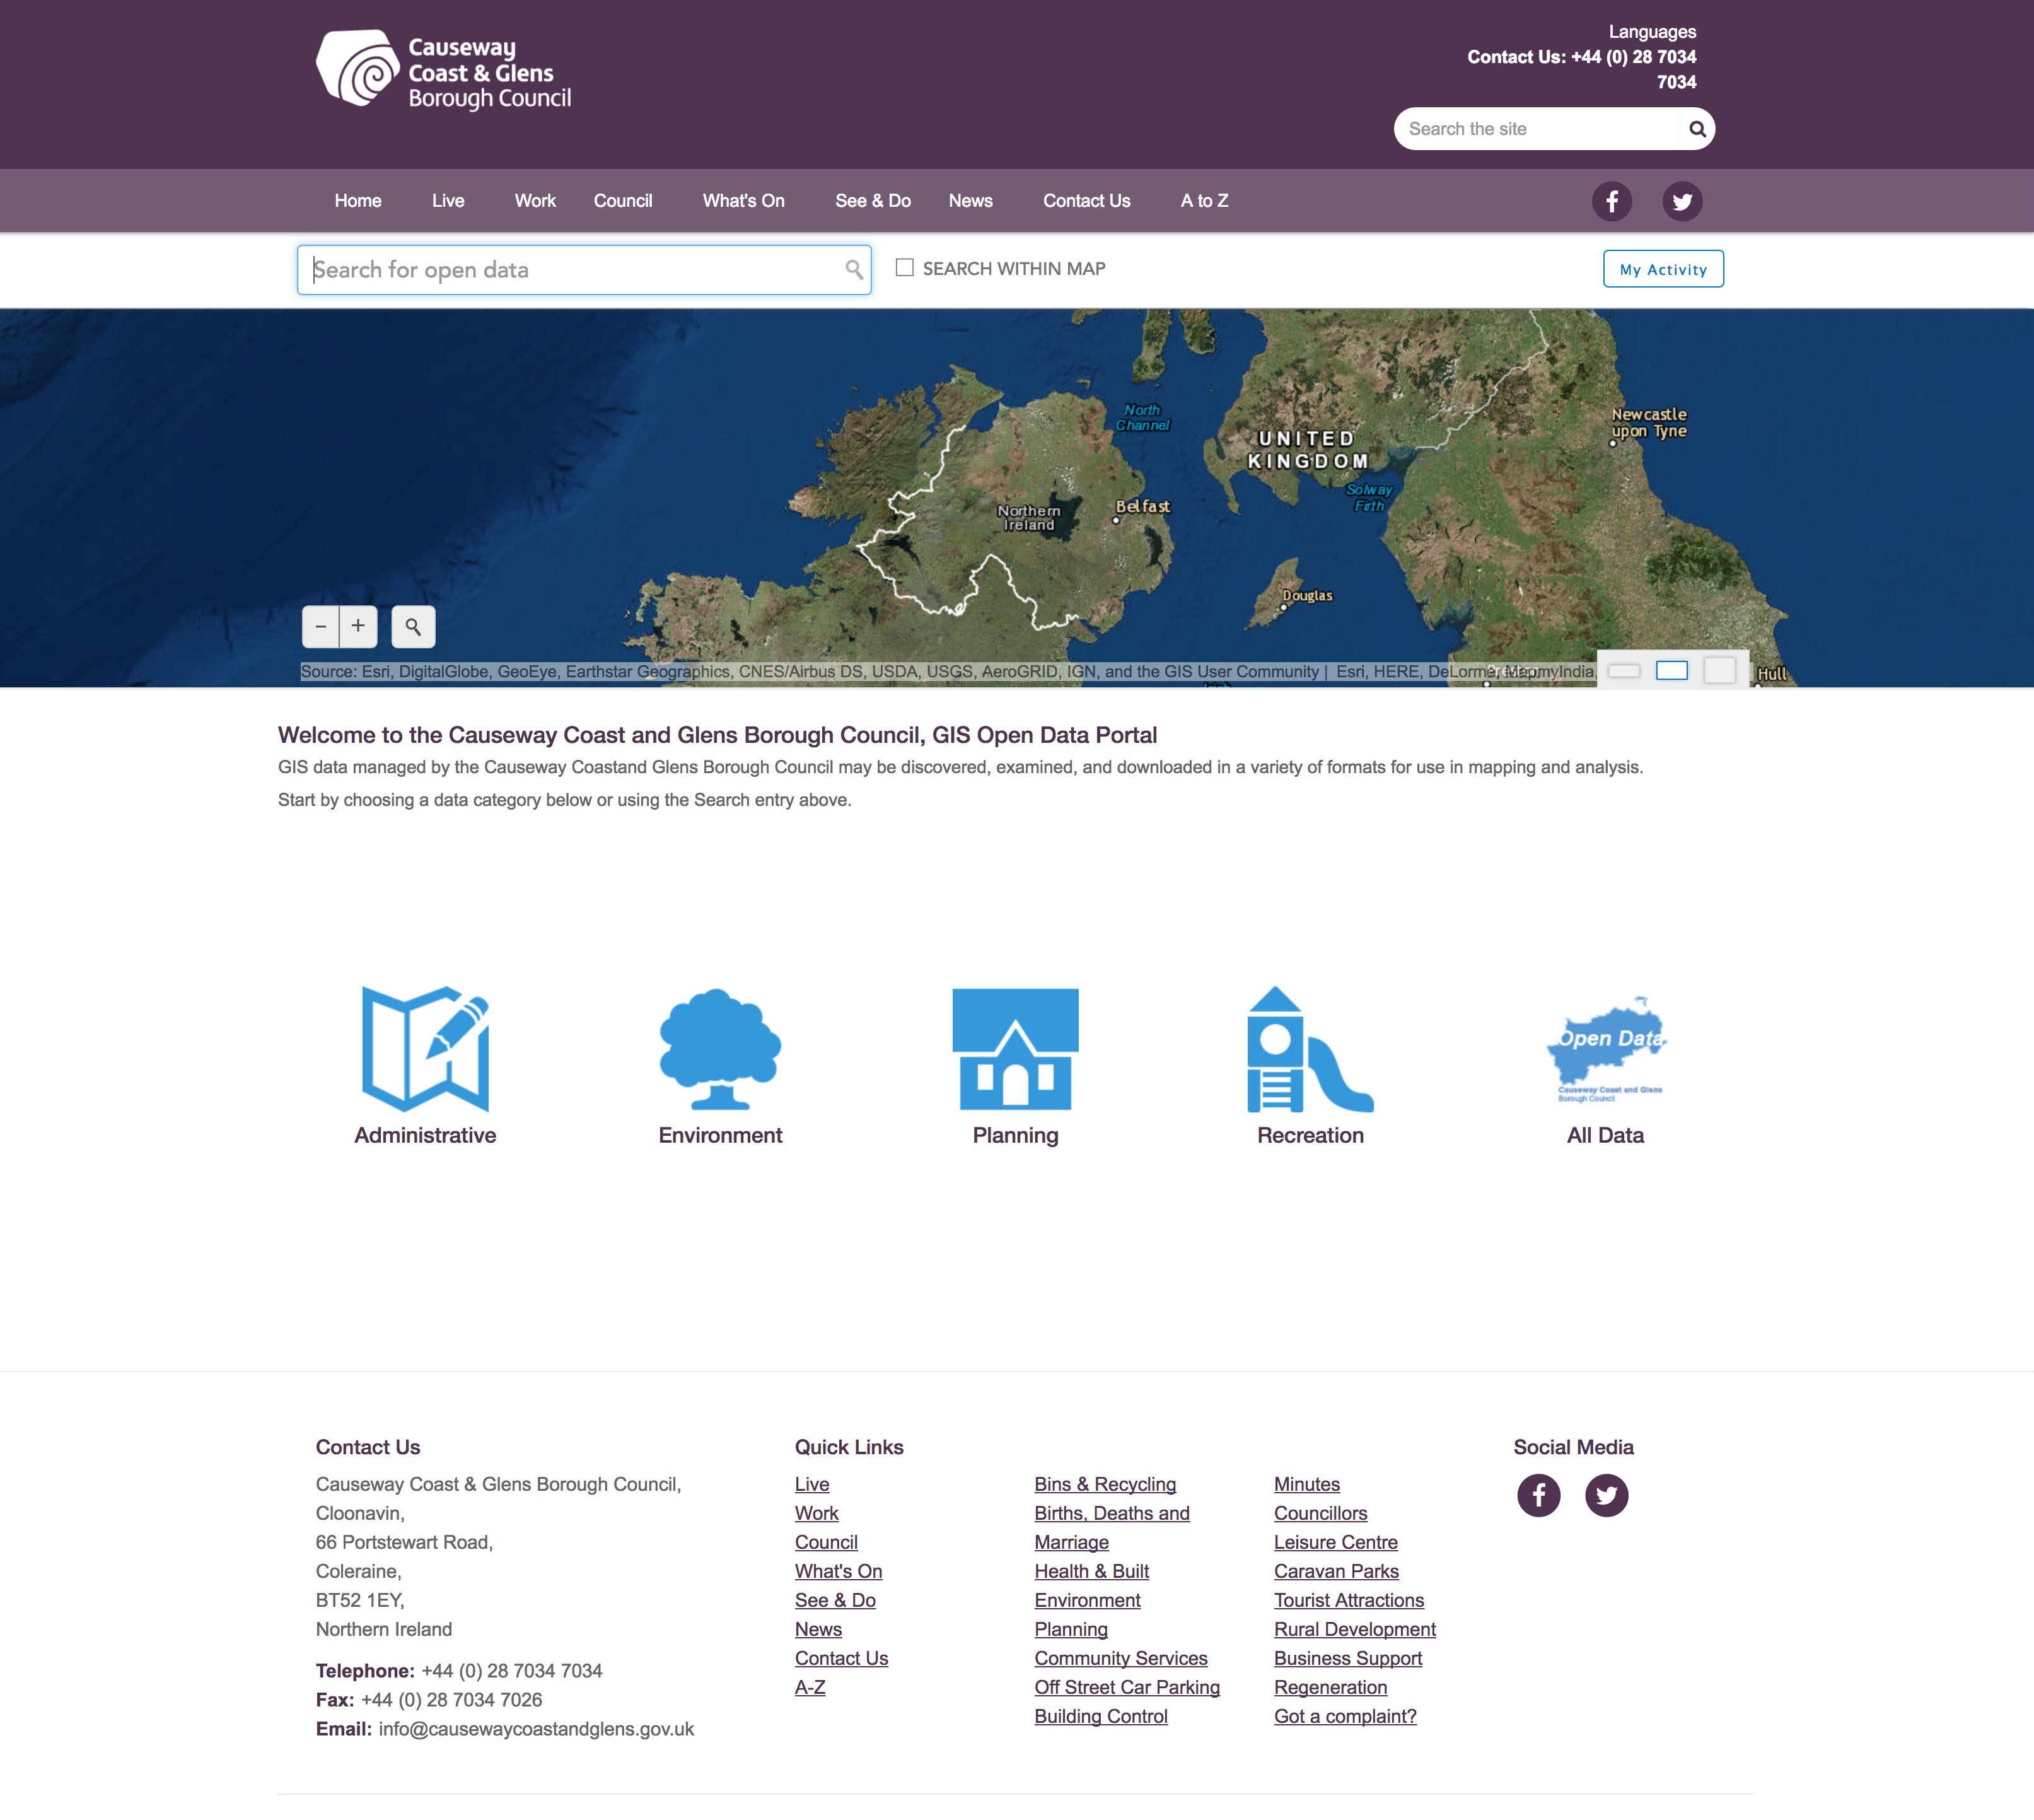 Causeway
Coast & Glens
Borough Council
Languages
Contact Us: +44 (0) 28 7034
7034
Search the site
Home Live Work Council What's On See & Do News Contact Us A to Z
Search for open data
SEARCH WITHIN MAP
My Activity
North
Channel
UNITED
KINGDOM
Newcastle
upon Tyne
Solway
Firth
Northern
Ireland
Belfast
Douglas
Source: Esri, DigitalGlobe, GeoEye, Earthstar Geographics, CNES/Airbus DS, USDA, USGS, AeroGRID, IGN, and the GIS User Community | Esri, HERE, DeLorme, MapmyIndia,
Hull
Welcome to the Causeway Coast and Glens Borough Council, GIS Open Data Portal
GIS data managed by the Causeway Coastand Glens Borough Council may be discovered, examined, and downloaded in a variety of formats for use in mapping and analysis.
Start by choosing a data category below or using the Search entry above.
Open Data
Causeway Coast and Glens
Borough Council
Administrative Environment Planning Recreation All Data
Contact Us
Causeway Coast & Glens Borough Council,
Cloonavin,
66 Portstewart Road,
Coleraine,
BT52 1EY,
Northern Ireland
Telephone: +44 (0) 28 7034 7034
Fax: +44 (0) 28 7034 7026
Email: info@causewaycoastandglens.gov.uk
Quick Links
Live
Work
Council
What's On
See & Do
News
Contact Us
A-Z
Bins & Recycling
Births, Deaths and
Marriage
Health & Built
Environment
Planning
Community Services
Off Street Car Parking
Building Control
Minutes
Councillors
Leisure Centre
Caravan Parks
Tourist Attractions
Rural Development
Business Support
Regeneration
Got a complaint?
Social Media